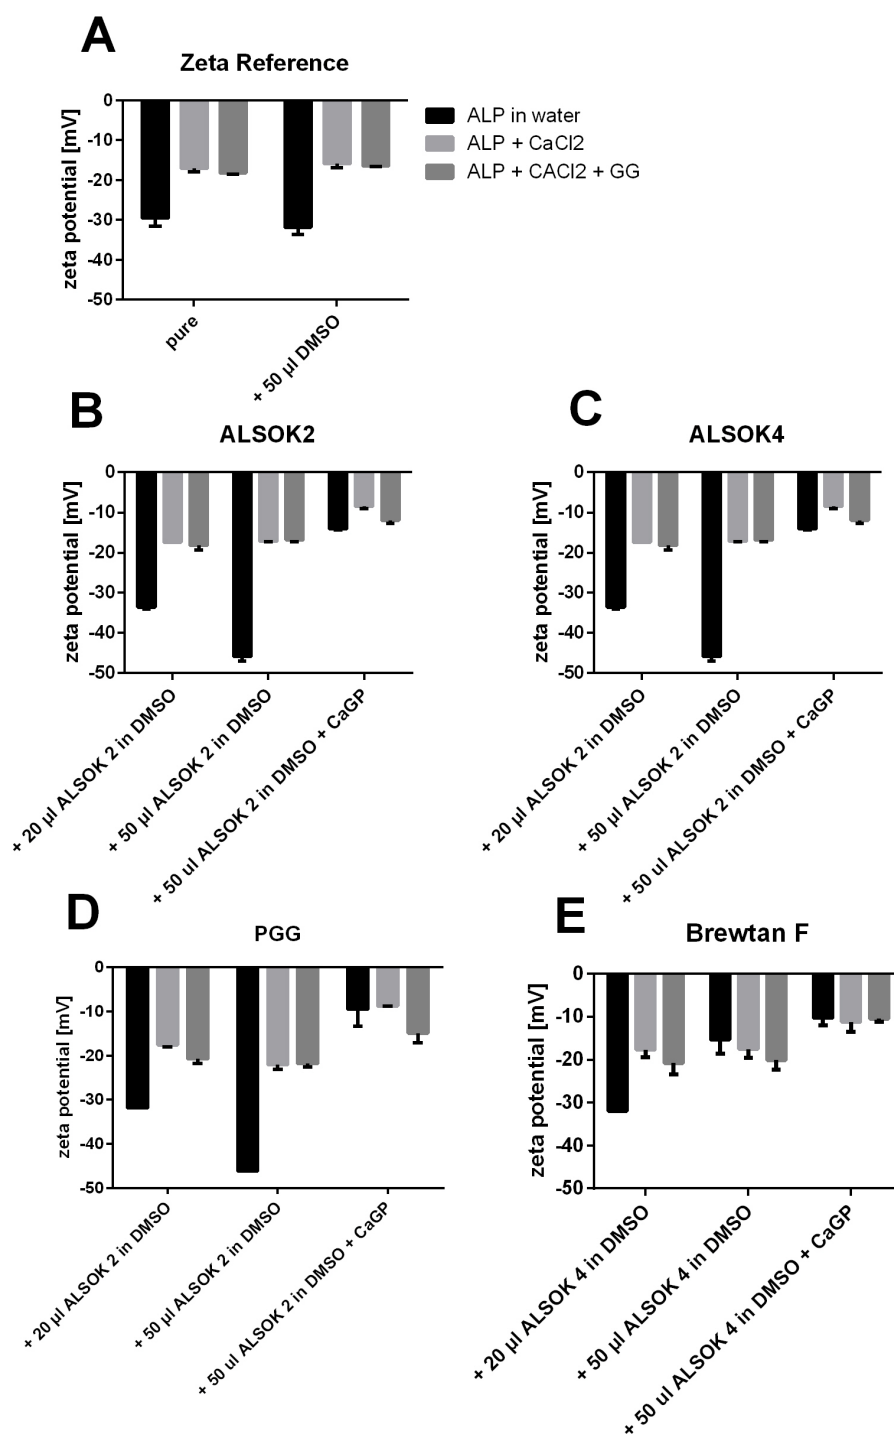 A
Zeta Reference
zeta potential [mV]
0
-10
-20
-30
-40
-50
pure
+ 50 µl DMSO
ALP in water
ALP + CaCl2
ALP + CACl2 + GG
B
ALSOK2
zeta potential [mV]
0
-10
-20
-30
-40
-50
+ 20 µl ALSOK 2 in DMSO
+ 50 µl ALSOK 2 in DMSO
+ 50 ul ALSOK 2 in DMSO + CaGP
C
ALSOK4
zeta potential [mV]
0
-10
-20
-30
-40
-50
+ 20 µl ALSOK 2 in DMSO
+ 50 µl ALSOK 2 in DMSO
+ 50 ul ALSOK 2 in DMSO + CaGP
D
PGG
zeta potential [mV]
0
-10
-20
-30
-40
-50
+ 20 µl ALSOK 2 in DMSO
+ 50 µl ALSOK 2 in DMSO
+ 50 ul ALSOK 2 in DMSO + CaGP
E
Brewtan F
zeta potential [mV]
0
-10
-20
-30
-40
-50
+ 20 µl ALSOK 4 in DMSO
+ 50 µl ALSOK 4 in DMSO
+ 50 ul ALSOK 4 in DMSO + CaGP